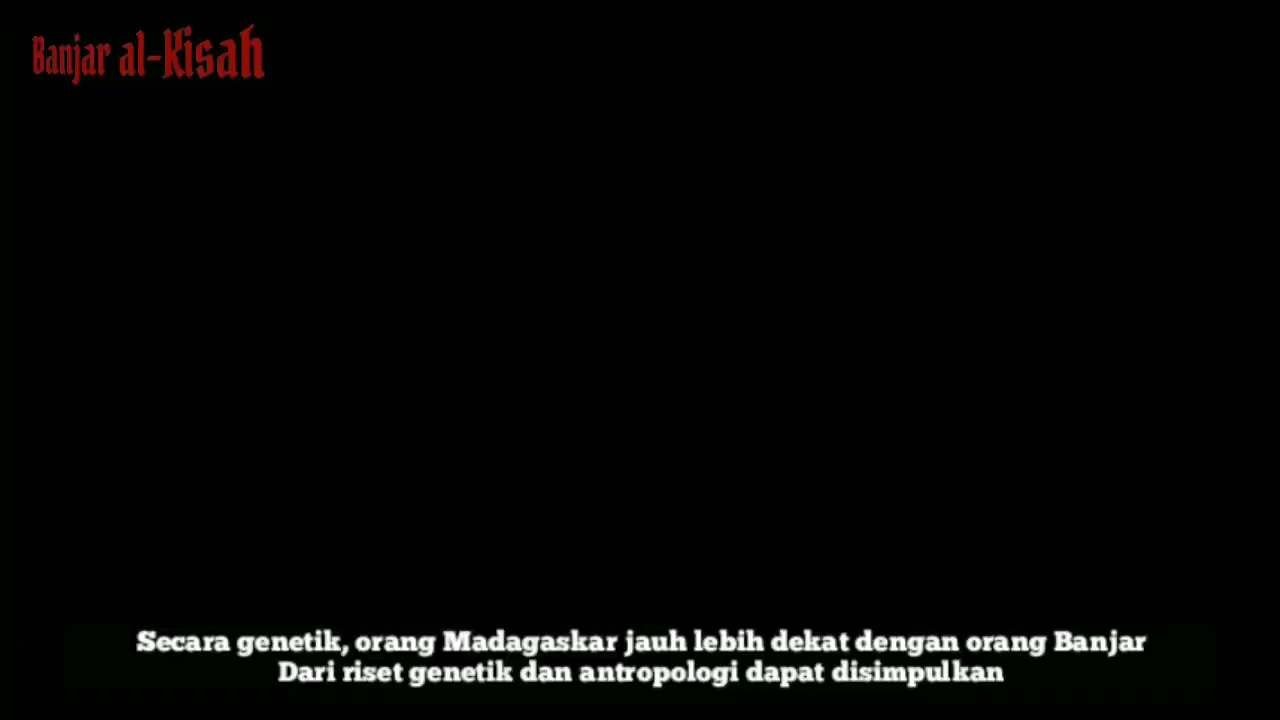 Banjar al-Kisah
Secara genetik, orang Madagaskar jauh lebih dekat dengan orang Banjar
Dari riset genetik dan antropologi dapat disimpulkan